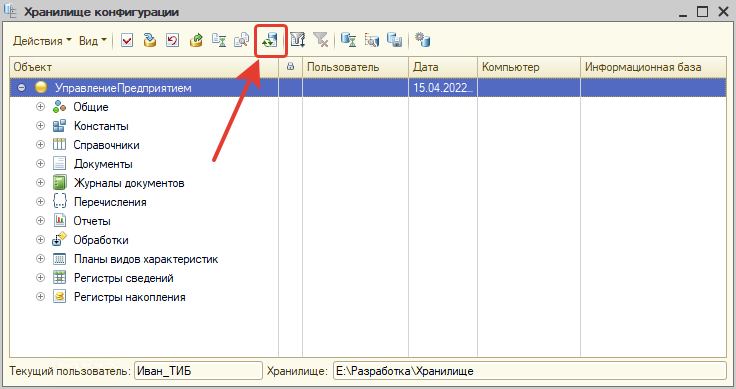 Хранилище конфигурации
Действия Вид
Объект Пользователь Дата Компьютер Информационная база
УправлениеПредприятием 15.04.2022...
Общие
Константы
Справочники
Документы
Журналы документов
Перечисления
Отчеты
Обработки
Планы видов характеристик
Регистры сведений
Регистры накопления
Текущий пользователь: Иван_ТИБ Хранилище: E:\Разработка\Хранилище